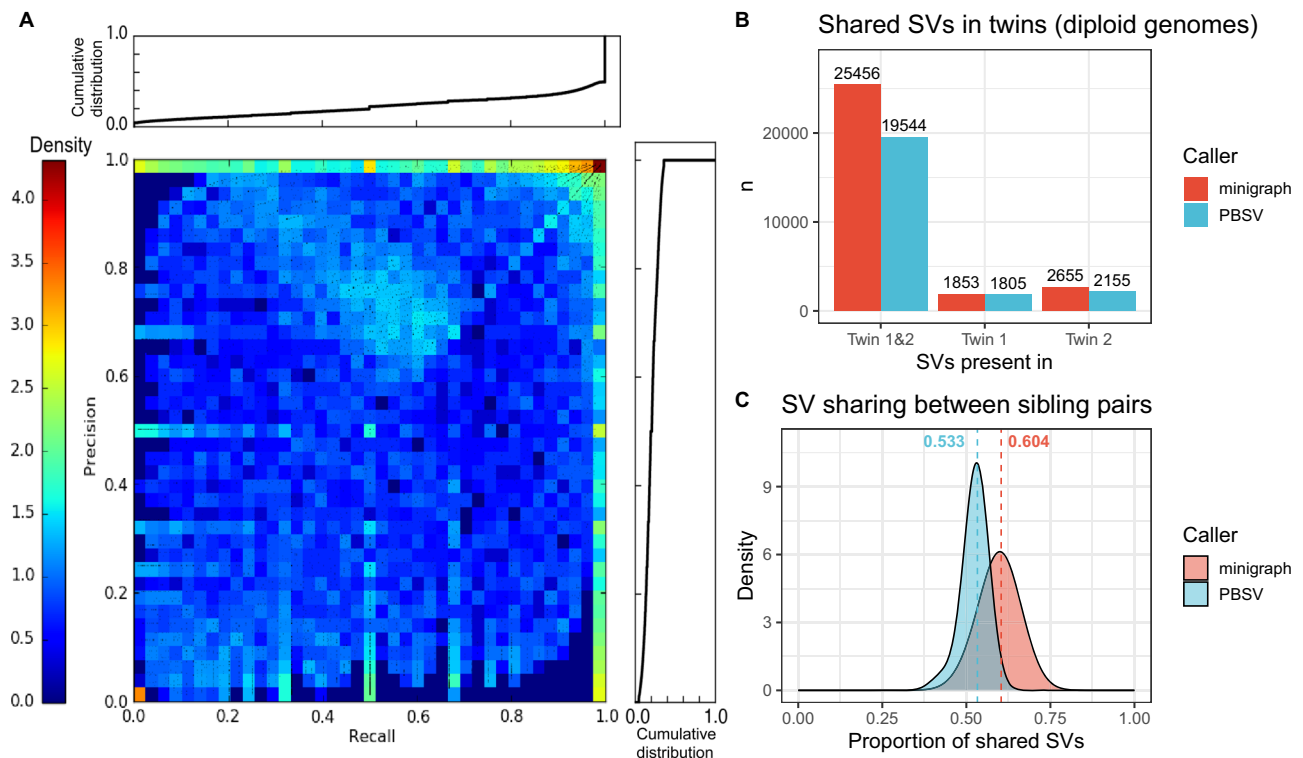 A
Cumulative
distribution
1.0
0.0
Density
4.0
3.5
3.0
2.5
2.0
1.5
1.0
0.5
0.0
Precision
1.0
0.8
0.6
0.4
0.2
0.0
0.0 0.2 0.4 0.6 0.8 1.0
Recall
0.0 1.0
Cumulative
distribution
B
Shared SVs in twins (diploid genomes)
n
20000
10000
0
25456
19544
1853 1805
2655 2155
Twin 1&2 Twin 1 Twin 2
SVs present in
Caller
minigraph
PBSV
C
SV sharing between sibling pairs
0.533 0.604
Density
9
6
3
0
0.00 0.25 0.50 0.75 1.00
Proportion of shared SVs
Caller
minigraph
PBSV